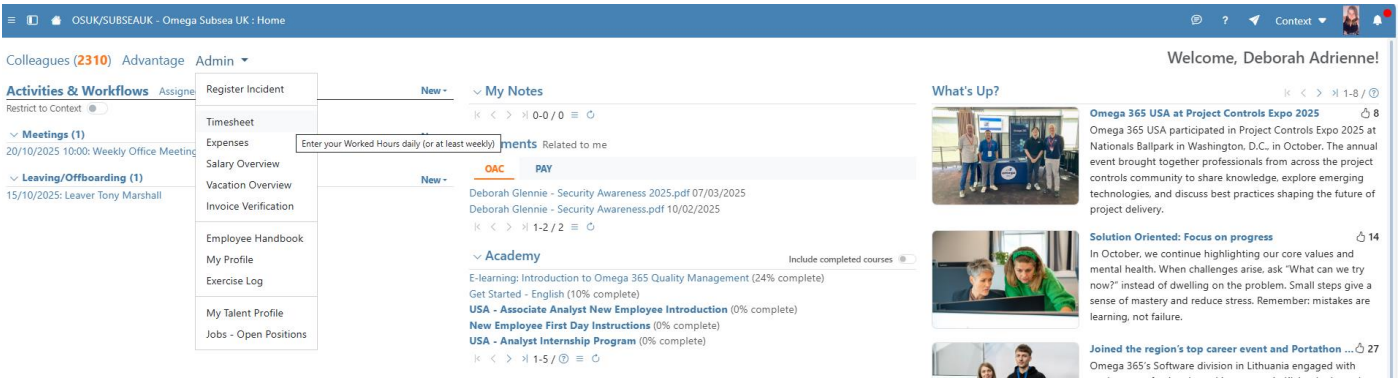 OSUK/SUBSEAUK - Omega Subsea UK : Home
? Context
Colleagues (2310) Advantage Admin
Welcome, Deborah Adrienne!
Activities & Workflows Assigne
New
Restrict to Context
Meetings (1)
20/10/2025 10:00: Weekly Office Meeting
Leaving/Offboarding (1)
New
15/10/2025: Leaver Tony Marshall
Register Incident
Timesheet
Enter your Worked Hours daily (or at least weekly)
Expenses
Salary Overview
Vacation Overview
Invoice Verification
Employee Handbook
My Profile
Exercise Log
My Talent Profile
Jobs - Open Positions
My Notes
0-0 / 0
ments Related to me
OAC PAY
Deborah Glennie - Security Awareness 2025.pdf 07/03/2025
Deborah Glennie - Security Awareness.pdf 10/02/2025
1-2 / 2
Academy
Include completed courses
E-learning: Introduction to Omega 365 Quality Management (24% complete)
Get Started - English (10% complete)
USA - Associate Analyst New Employee Introduction (0% complete)
New Employee First Day Instructions (0% complete)
USA - Analyst Internship Program (0% complete)
1-5 / ?
What's Up?
1-8 / ?
Omega 365 USA at Project Controls Expo 2025 8
Omega 365 USA participated in Project Controls Expo 2025 at
Nationals Ballpark in Washington, D.C., in October. The annual
event brought together professionals from across the project
controls community to share knowledge, explore emerging
technologies, and discuss best practices shaping the future of
project delivery.
Solution Oriented: Focus on progress 14
In October, we continue highlighting our core values and
mental health. When challenges arise, ask "What can we try
now?" instead of dwelling on the problem. Small steps give a
sense of mastery and reduce stress. Remember: mistakes are
learning, not failure.
Joined the region's top career event and Portathon ... 27
Omega 365's Software division in Lithuania engaged with